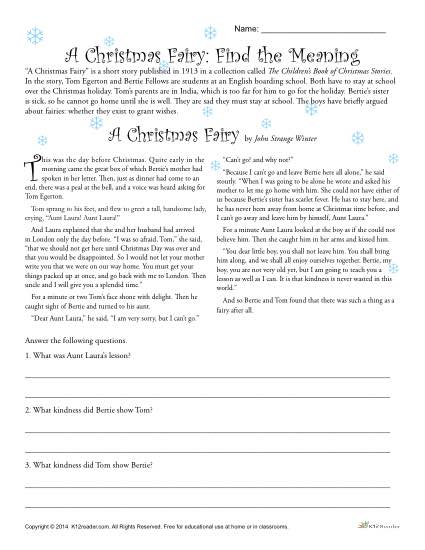 Name:
A Christmas Fairy: Find the Meaning
"A Christmas Fairy" is a short story published in 1913 in a collection called The Children's Book of Christmas Stories.
In the story, Tom Egerton and Bertie Fellows are students at an English boarding school. Both have to stay at school
over the Christmas holiday. Tom's parents are in India, which is too far for him to go for the holiday. Bertie's sister
is sick, so he cannot go home until she is well. They are sad they must stay at school. The boys have briefly argued
about fairies: whether they exist to grant wishes.
A Christmas Fairy by John Strange Winter
This was the day before Christmas. Quite early in the
morning came the great box of which Bertie's mother had
spoken in her letter. Then, just as dinner had come to an
end, there was a peal at the bell, and a voice was heard asking for
Tom Egerton.
Tom sprang to his feet, and flew to greet a tall, handsome lady,
crying, "Aunt Laura! Aunt Laura!"
And Laura explained that she and her husband had arrived
in London only the day before. "I was so afraid, Tom," she said,
"that we should not get here until Christmas Day was over and
that you would be disappointed. So I would not let your mother
write you that we were on our way home. You must get your
things packed up at once, and go back with me to London. Then
uncle and I will give you a splendid time."
For a minute or two Tom's face shone with delight. Then he
caught sight of Bertie and turned to his aunt.
"Dear Aunt Laura," he said, "I am very sorry, but I can't go."
"Can't go? and why not?"
"Because I can't go and leave Bertie here all alone," he said
stoutly. "When I was going to be alone he wrote and asked his
mother to let me go home with him. She could not have either of
us because Bertie's sister has scarlet fever. He has to stay here, and
he has never been away from home at Christmas time before, and
I can't go away and leave him by himself, Aunt Laura."
For a minute Aunt Laura looked at the boy as if she could not
believe him. Then she caught him in her arms and kissed him.
"You dear little boy, you shall not leave him. You shall bring
him along, and we shall all enjoy ourselves together. Bertie, my
boy, you are not very old yet, but I am going to teach you a
lesson as well as I can. It is that kindness is never wasted in this
world."
And so Bertie and Tom found that there was such a thing as a
fairy after all.
Answer the following questions.
1. What was Aunt Laura's lesson?
2. What kindness did Bertie show Tom?
3. What kindness did Tom show Bertie?
Copyright © 2014 K12reader.com. All Rights Reserved. Free for educational use at home or in classrooms.
K12Reader